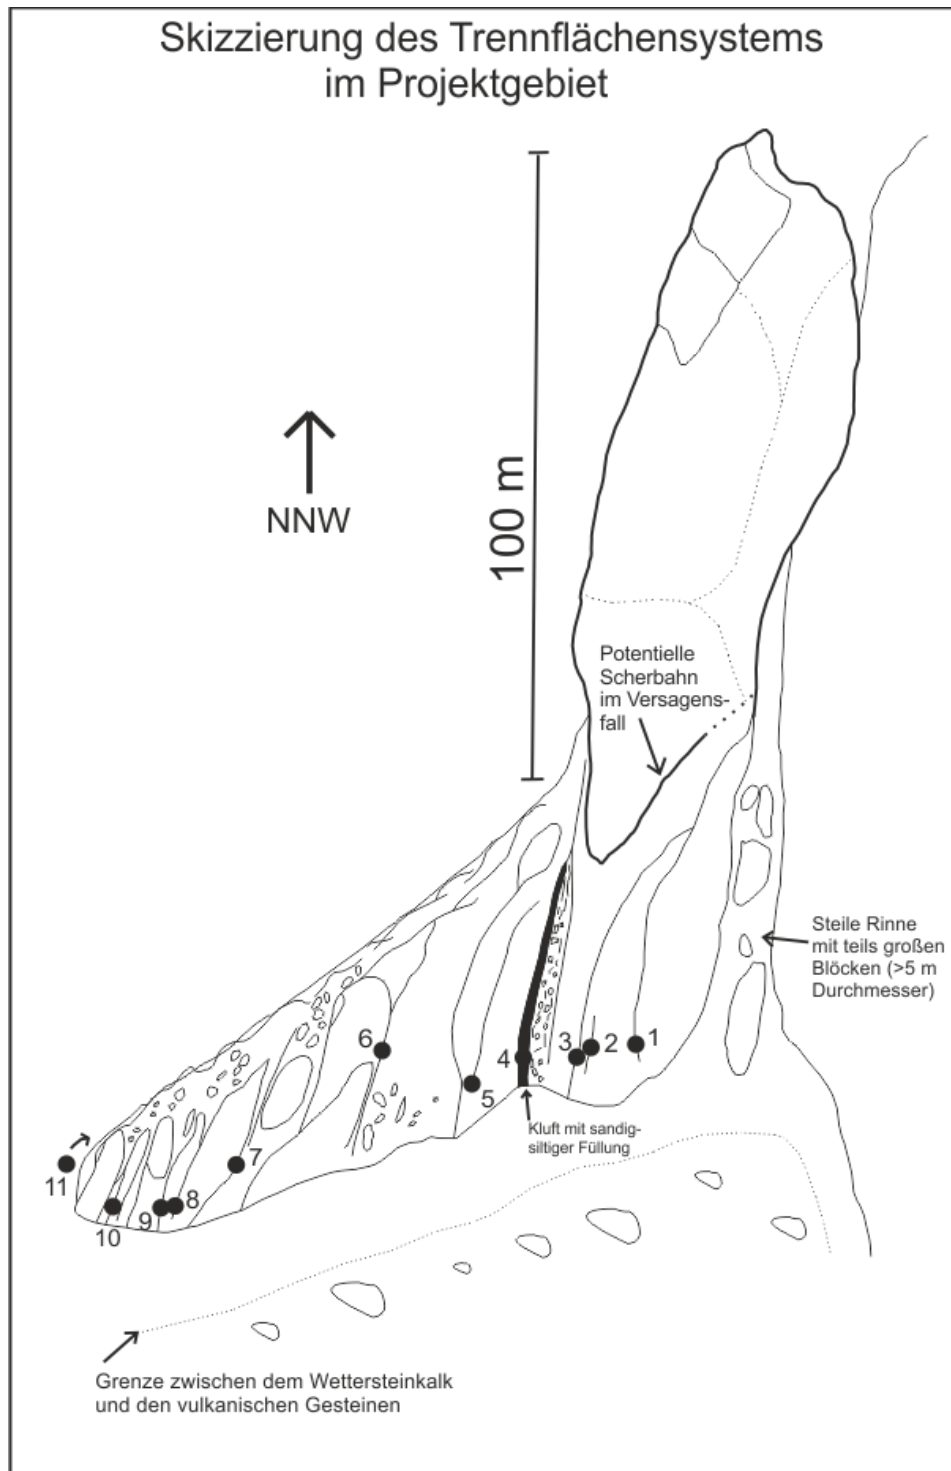 Skizzierung des Trennflächensystems
im Projektgebiet
100 m
NNW
Potentielle
Scherbahn
im Versagens-
fall
Steile Rinne
mit teils großen
Blöcken (>5 m
Durchmesser)
6
4
3
2
1
5
Kluft mit sandig-
siltiger Füllung
7
11
10
9
8
Grenze zwischen dem Wettersteinkalk
und den vulkanischen Gesteinen